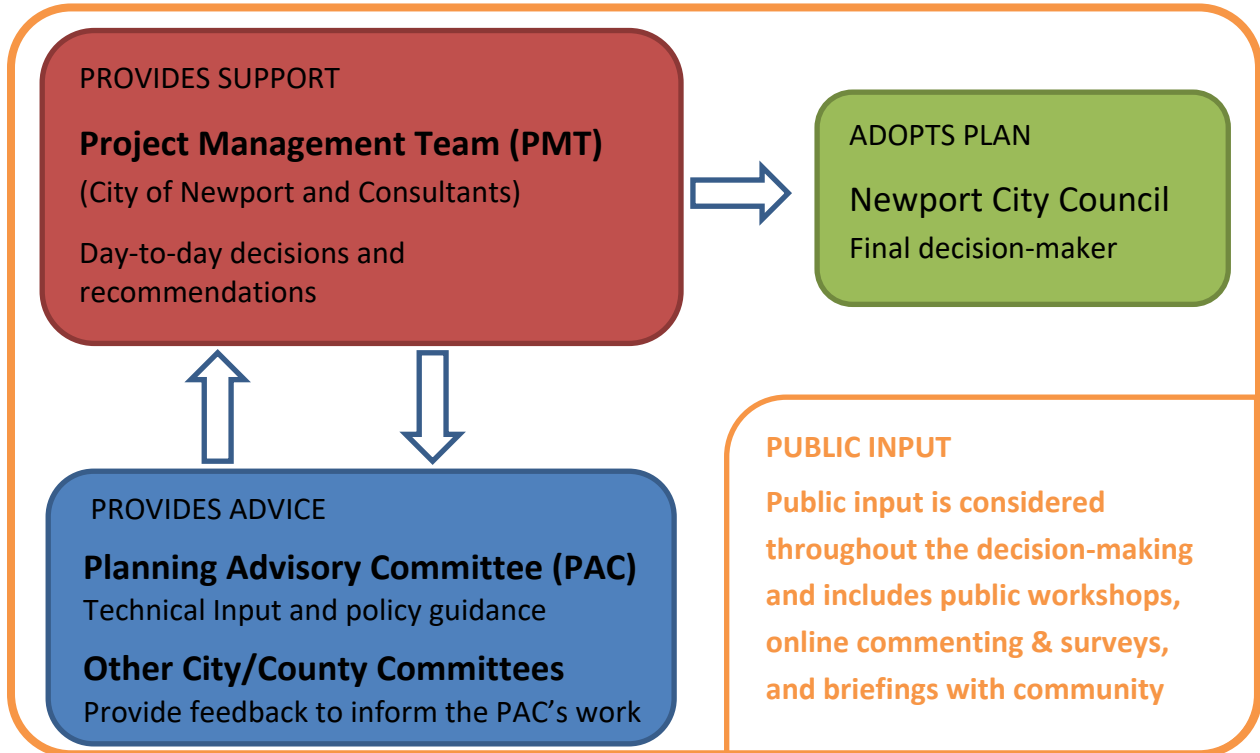 PROVIDES SUPPORT
Project Management Team (PMT)
(City of Newport and Consultants)
Day-to-day decisions and
recommendations
ADOPTS PLAN
Newport City Council
Final decision-maker
PROVIDES ADVICE
Planning Advisory Committee (PAC)
Technical Input and policy guidance
Other City/County Committees
Provide feedback to inform the PAC’s work
PUBLIC INPUT
Public input is considered
throughout the decision-making
and includes public workshops,
online commenting & surveys,
and briefings with community